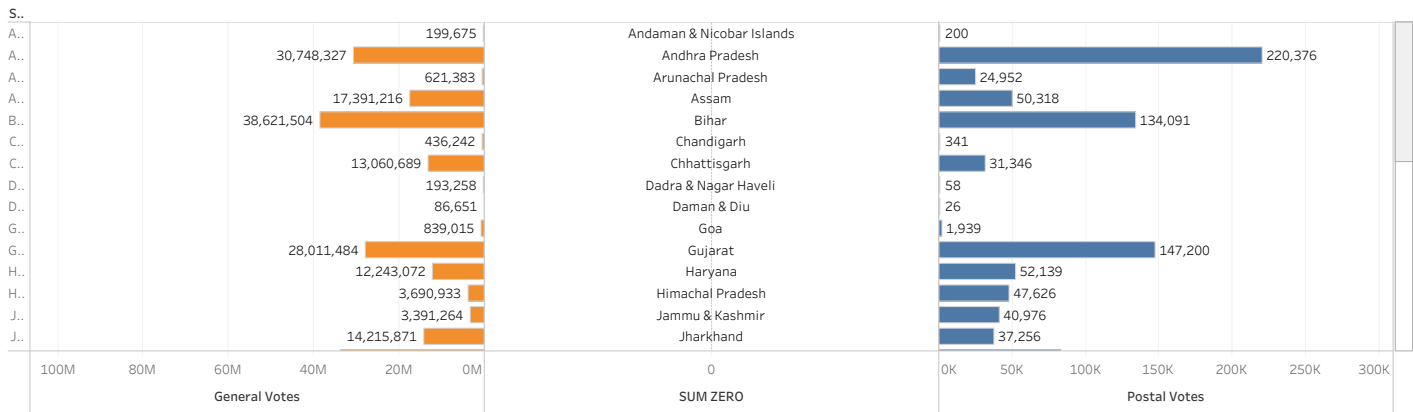 S..
A.. 199,675 Andaman & Nicobar Islands 200
A.. 30,748,327 Andhra Pradesh 220,376
A.. 621,383 Arunachal Pradesh 24,952
A.. 17,391,216 Assam 50,318
B.. 38,621,504 Bihar 134,091
C.. 436,242 Chandigarh 341
C.. 13,060,689 Chhattisgarh 31,346
D.. 193,258 Dadra & Nagar Haveli 58
D.. 86,651 Daman & Diu 26
G.. 839,015 Goa 1,939
G.. 28,011,484 Gujarat 147,200
H.. 12,243,072 Haryana 52,139
H.. 3,690,933 Himachal Pradesh 47,626
J.. 3,391,264 Jammu & Kashmir 40,976
J.. 14,215,871 Jharkhand 37,256
100M 80M 60M 40M 20M 0M 0 0K 50K 100K 150K 200K 250K 300K
General Votes SUM ZERO Postal Votes